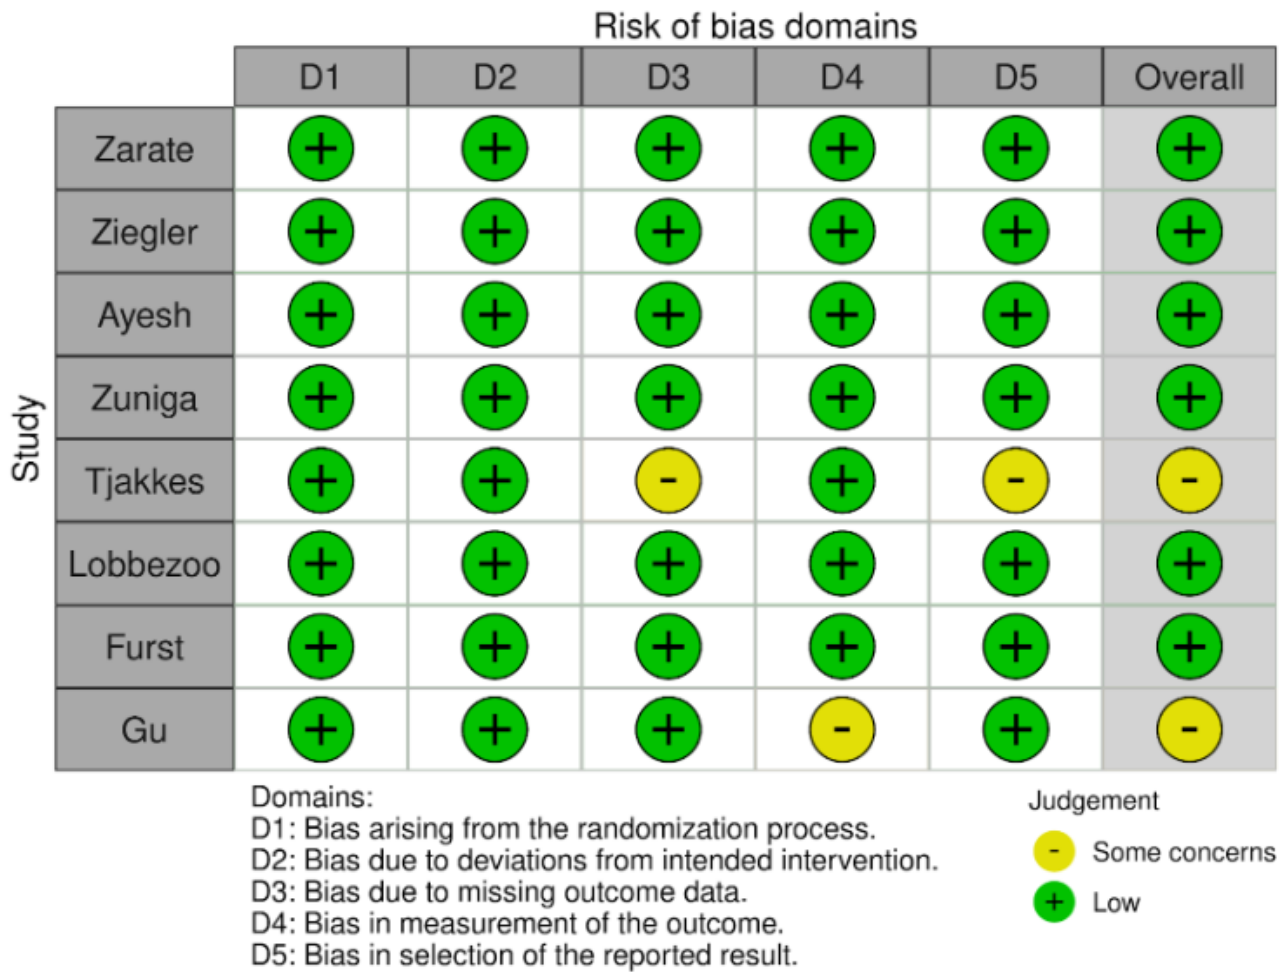 Risk of bias domains
D1 D2 D3 D4 D5 Overall
Study
Zarate + + + + + +
Ziegler + + + + + +
Ayesh + + + + + +
Zuniga + + + + + +
Tjakkes + + - + - -
Lobbezoo + + + + + +
Furst + + + + + +
Gu + + + - + -
Domains:
D1: Bias arising from the randomization process.
D2: Bias due to deviations from intended intervention.
D3: Bias due to missing outcome data.
D4: Bias in measurement of the outcome.
D5: Bias in selection of the reported result.
Judgement
- Some concerns
+ Low